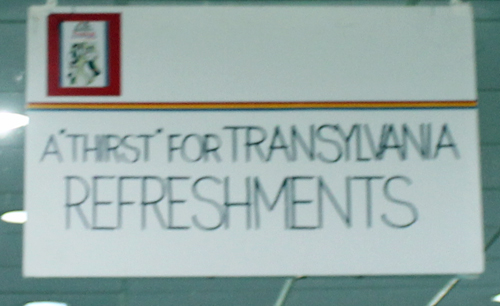 A "THIRST" FOR TRANSYLVANIA
REFRESHMENTS